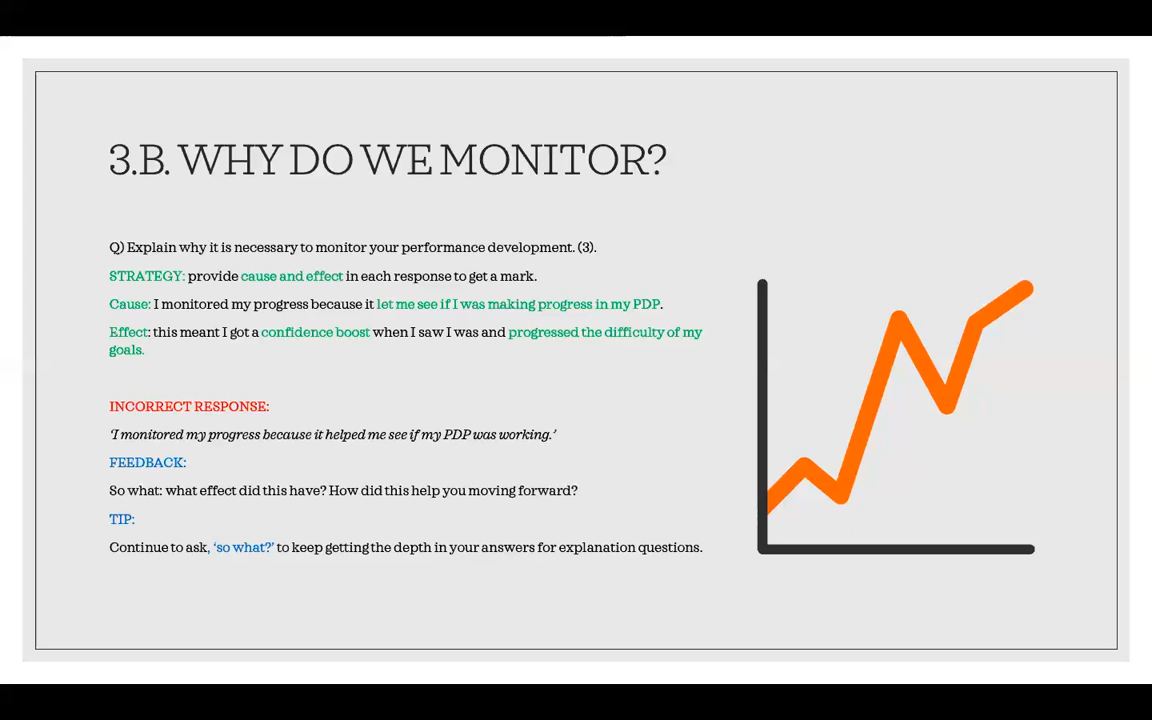 3.B. WHY DO WE MONITOR?
Q) Explain why it is necessary to monitor your performance development. (3).
STRATEGY: provide cause and effect in each response to get a mark.
Cause: I monitored my progress because it let me see if I was making progress in my PDP.
Effect: this meant I got a confidence boost when I saw I was and progressed the difficulty of my
goals.
INCORRECT RESPONSE:
‘I monitored my progress because it helped me see if my PDP was working.’
FEEDBACK:
So what: what effect did this have? How did this help you moving forward?
TIP:
Continue to ask, ‘so what?’ to keep getting the depth in your answers for explanation questions.